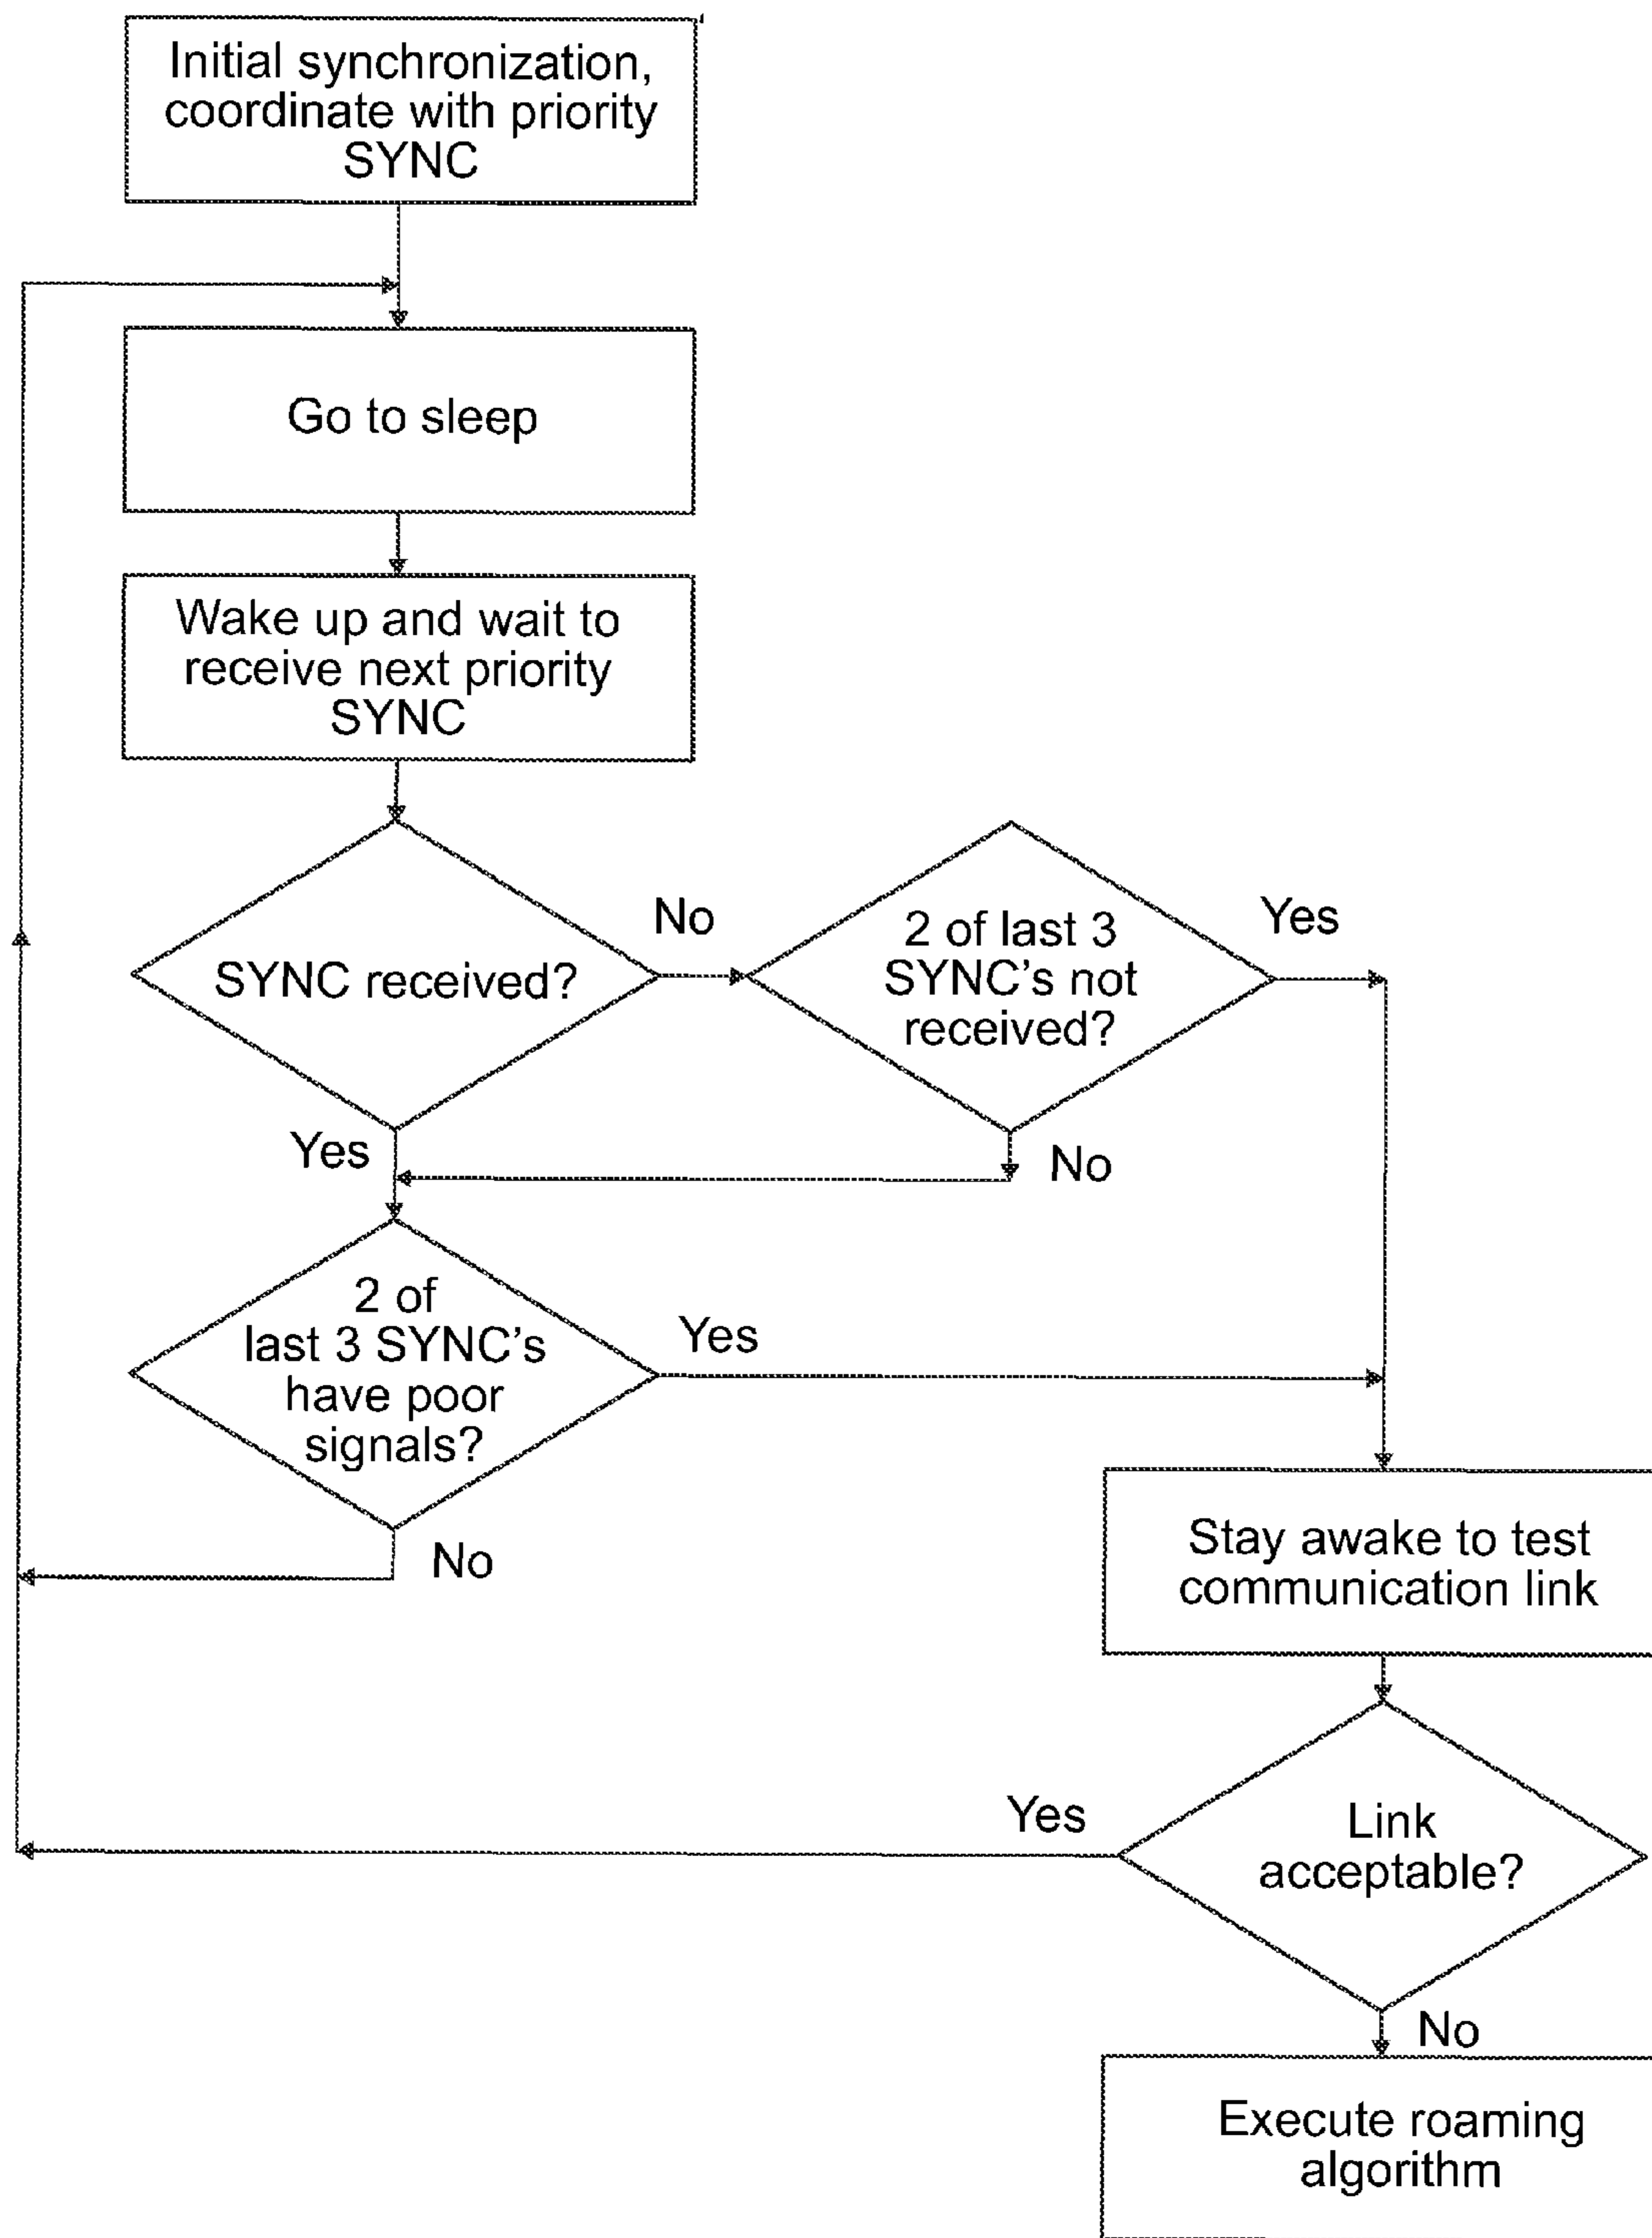 Initial synchronization,
coordinate with priority
SYNC
Go to sleep
Wake up and wait to
receive next priority
SYNC
SYNC received?
No
2 of last 3
SYNC's not
received?
Yes
Yes
No
2 of
last 3 SYNC's
have poor
signals?
Yes
No
Stay awake to test
communication link
Link
acceptable?
Yes
No
Execute roaming
algorithm